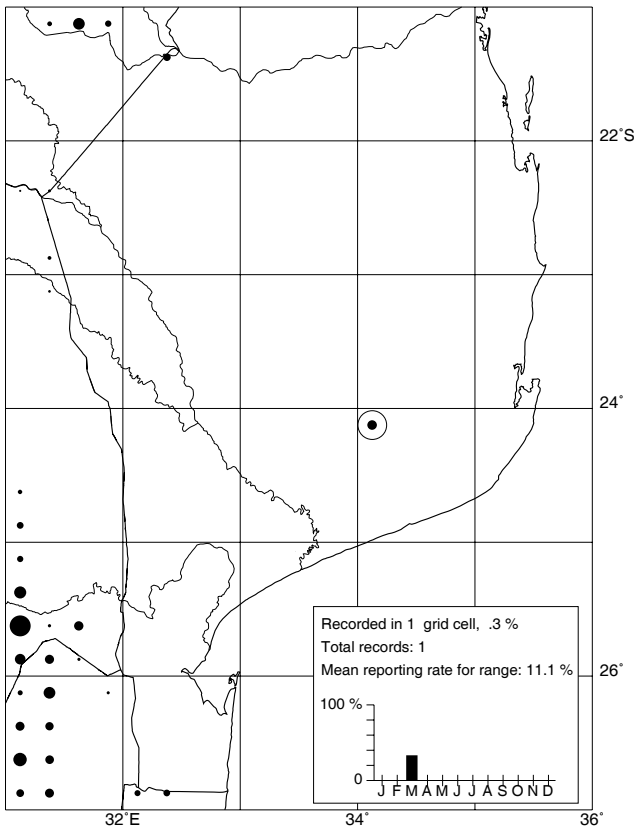 22˚S
24˚
Recorded in 1 grid cell, .3 %
Total records: 1
Mean reporting rate for range: 11.1 %
26˚
100 %
0
J F M A M J J A S O N D
32˚E
34˚
36˚